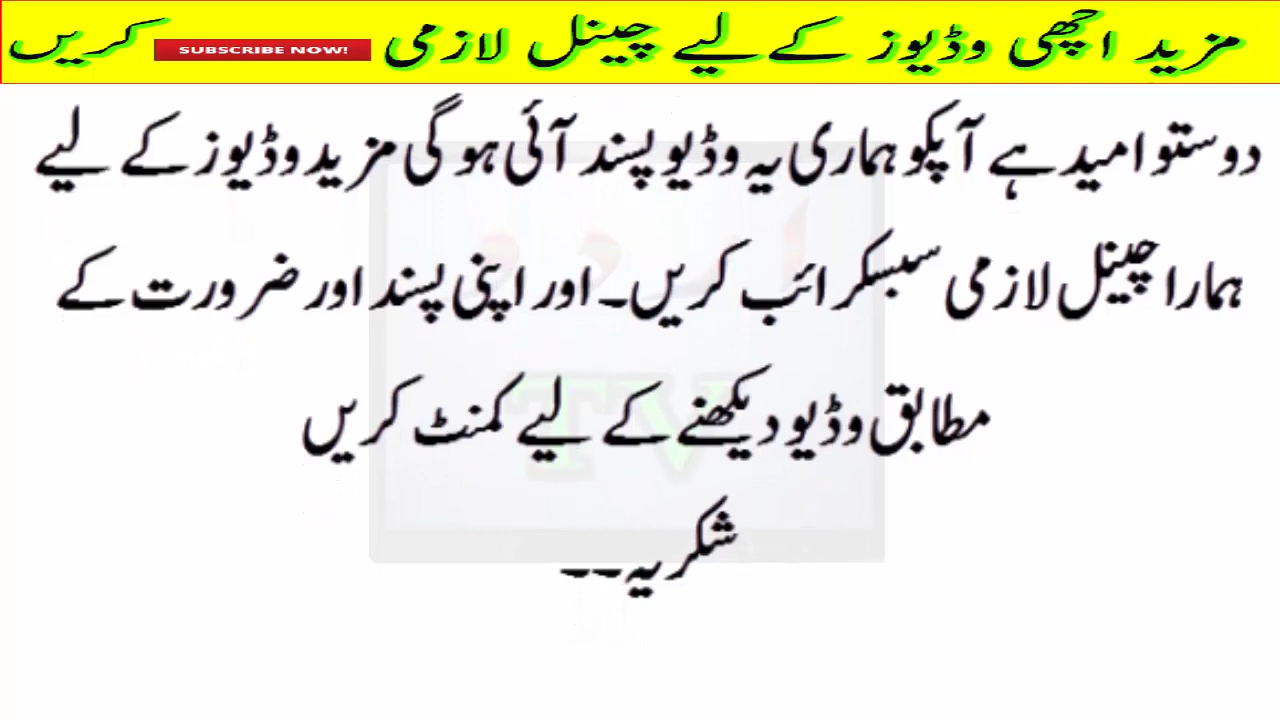 مزید اچھی وڈیوز کے لیے چینل لازمی SUBSCRIBE NOW! کریں
دوستو امید ہے آپکو ہماری یہ وڈیو پسند آئی ہو گی مزید وڈیوز کے لیے
ہمارا چینل لازمی سبسکرائب کریں۔ اور اپنی پسند اور ضرورت کے
مطابق وڈیو دیکھنے کے لیے کمنٹ کریں
شکریہ۔۔۔
اردو
TV